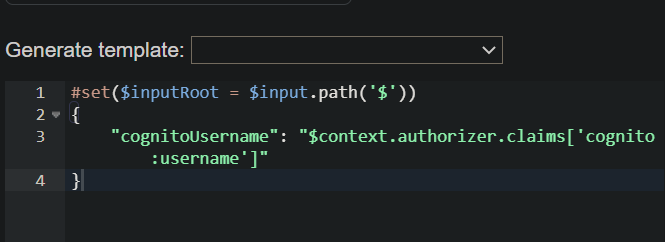 Generate template:
1 #set($inputRoot = $input.path('$'))
2 {
3 "cognitoUsername": "$context.authorizer.claims['cognito
:username']"
4 }